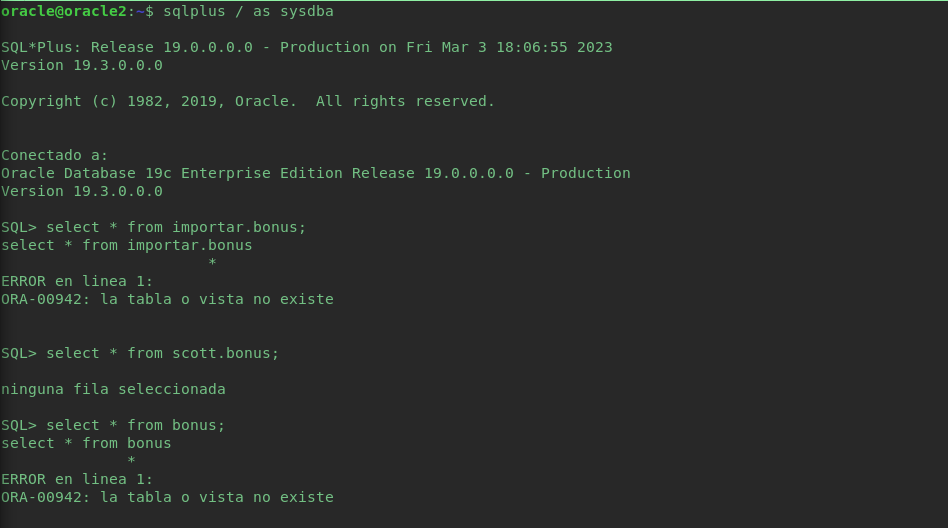 oracle@oracle2:~$ sqlplus / as sysdba
SQL*Plus: Release 19.0.0.0.0 - Production on Fri Mar 3 18:06:55 2023
Version 19.3.0.0.0
Copyright (c) 1982, 2019, Oracle.  All rights reserved.
Conectado a:
Oracle Database 19c Enterprise Edition Release 19.0.0.0.0 - Production
Version 19.3.0.0.0
SQL> select * from importar.bonus;
select * from importar.bonus
*
ERROR en linea 1:
ORA-00942: la tabla o vista no existe
SQL> select * from scott.bonus;
ninguna fila seleccionada
SQL> select * from bonus;
select * from bonus
*
ERROR en linea 1:
ORA-00942: la tabla o vista no existe